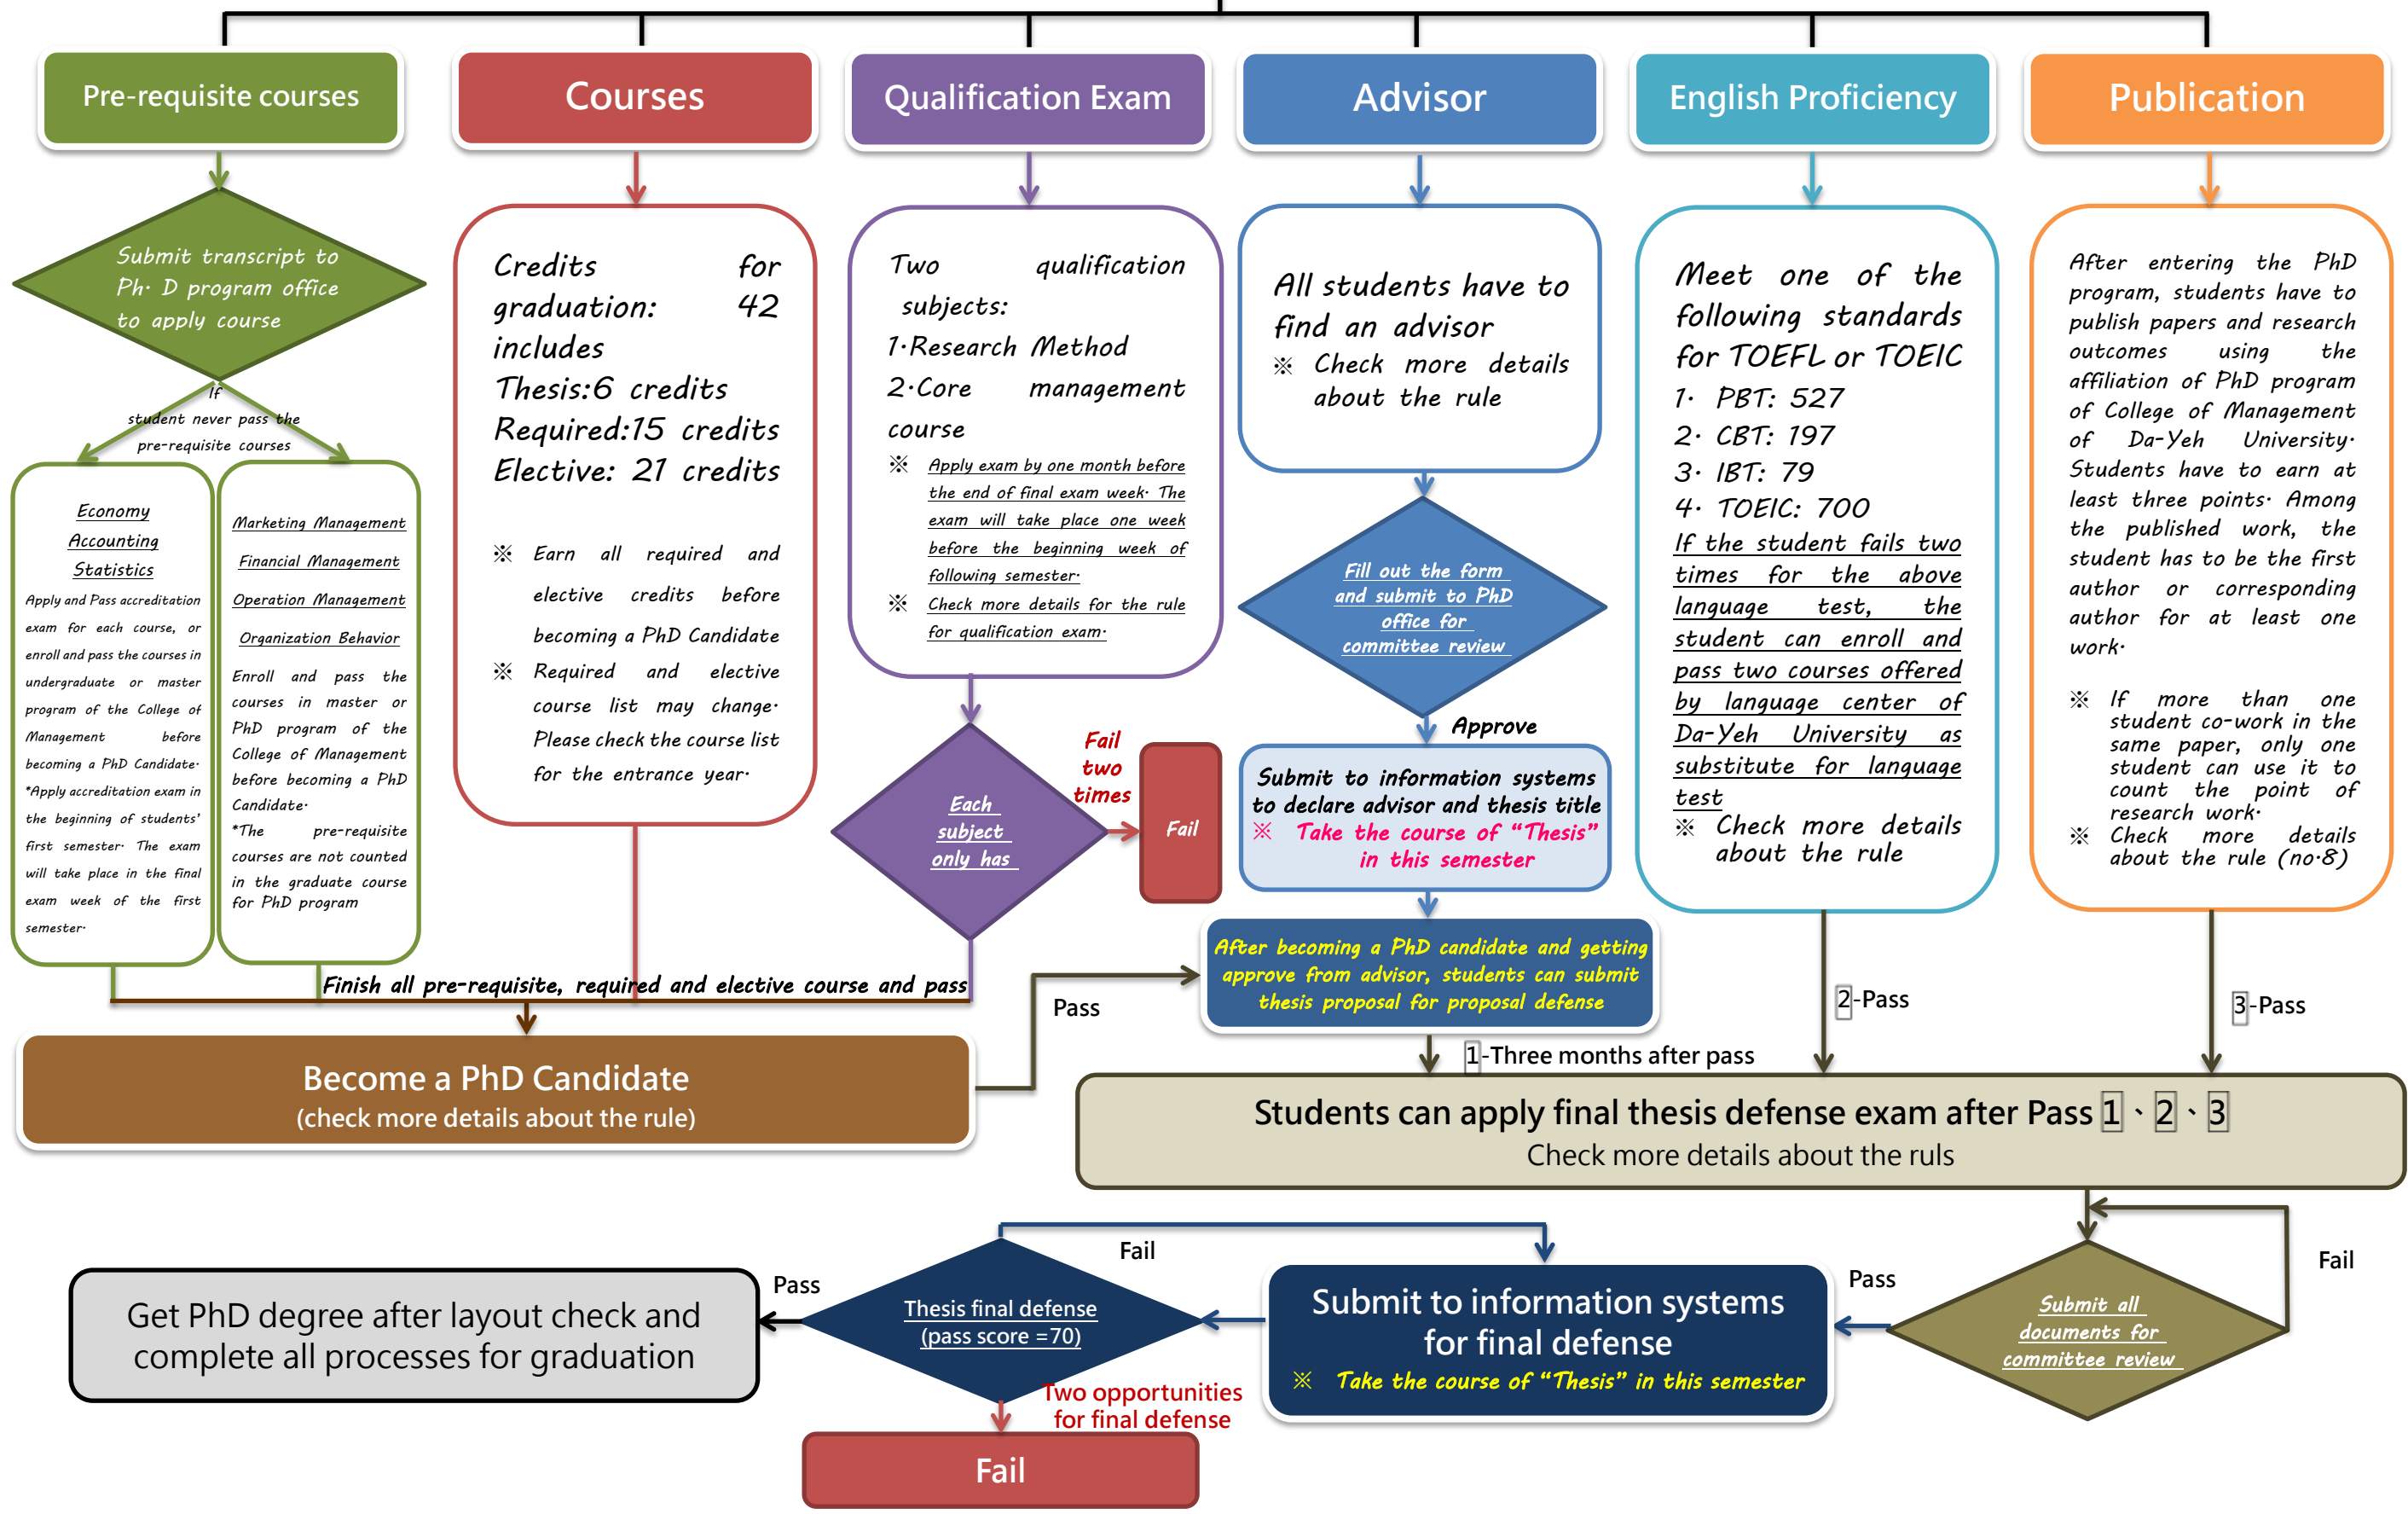 Pre-requisite courses
Courses
Qualification Exam
Advisor
English Proficiency
Publication
Submit transcript to
Ph. D program office
to apply course
If
student never pass the
pre-requisite courses
Economy
Accounting
Statistics
Apply and Pass accreditation
exam for each course, or
enroll and pass the courses in
undergraduate or master
program of the College of
Management before
becoming a PhD Candidate.
*Apply accreditation exam in
the beginning of students'
first semester. The exam
will take place in the final
exam week of the first
semester.
Marketing Management
Financial Management
Operation Management
Organization Behavior
Enroll and pass the
courses in master or
PhD program of the
College of Management
before becoming a PhD
Candidate.
*The pre-requisite
courses are not counted
in the graduate course
for PhD program
Credits for
graduation: 42
includes
Thesis:6 credits
Required:15 credits
Elective: 21 credits
※ Earn all required and
elective credits before
becoming a PhD Candidate
※ Required and elective
course list may change.
Please check the course list
for the entrance year.
Two qualification
subjects:
1.Research Method
2.Core management
course
※ Apply exam by one month before
the end of final exam week. The
exam will take place one week
before the beginning week of
following semester.
※ Check more details for the rule
for qualification exam.
Each
subject
only has
Fail
two
times
Fail
All students have to
find an advisor
※ Check more details
about the rule
Fill out the form
and submit to PhD
office for
committee review
Approve
Submit to information systems
to declare advisor and thesis title
※ Take the course of “Thesis”
in this semester
After becoming a PhD candidate and getting
approve from advisor, students can submit
thesis proposal for proposal defense
Meet one of the
following standards
for TOEFL or TOEIC
1. PBT: 527
2. CBT: 197
3. IBT: 79
4. TOEIC: 700
If the student fails two
times for the above
language test, the
student can enroll and
pass two courses offered
by language center of
Da-Yeh University as
substitute for language
test
※ Check more details
about the rule
After entering the PhD
program, students have to
publish papers and research
outcomes using the
affiliation of PhD program
of College of Management
of Da-Yeh University.
Students have to earn at
least three points. Among
the published work, the
student has to be the first
author or corresponding
author for at least one
work.
※ If more than one
student co-work in the
same paper, only one
student can use it to
count the point of
research work.
※ Check more details
about the rule (no.8)
Finish all pre-requisite, required and elective course and pass
Become a PhD Candidate
(check more details about the rule)
Pass
1-Three months after pass
2-Pass
3-Pass
Students can apply final thesis defense exam after Pass 1、2、3
Check more details about the ruls
Submit all
documents for
committee review
Fail
Pass
Submit to information systems
for final defense
※ Take the course of “Thesis” in this semester
Fail
Thesis final defense
(pass score =70)
Pass
Get PhD degree after layout check and
complete all processes for graduation
Two opportunities
for final defense
Fail